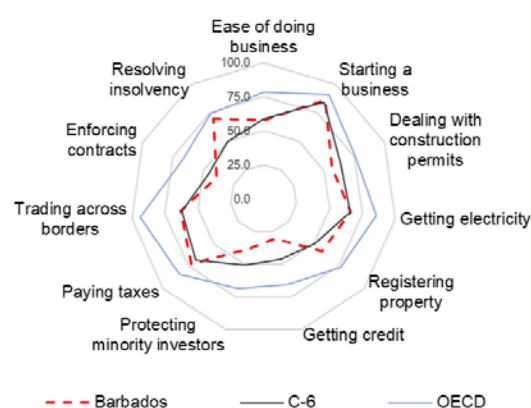 Ease of doing
business
100.0
75.0
50.0
25.0
0.0
Starting a
business
Dealing with
construction
permits
Getting electricity
Registering
property
Getting credit
Protecting
minority investors
Paying taxes
Trading across
borders
Enforcing
contracts
Resolving
insolvency
Barbados
C-6
OECD